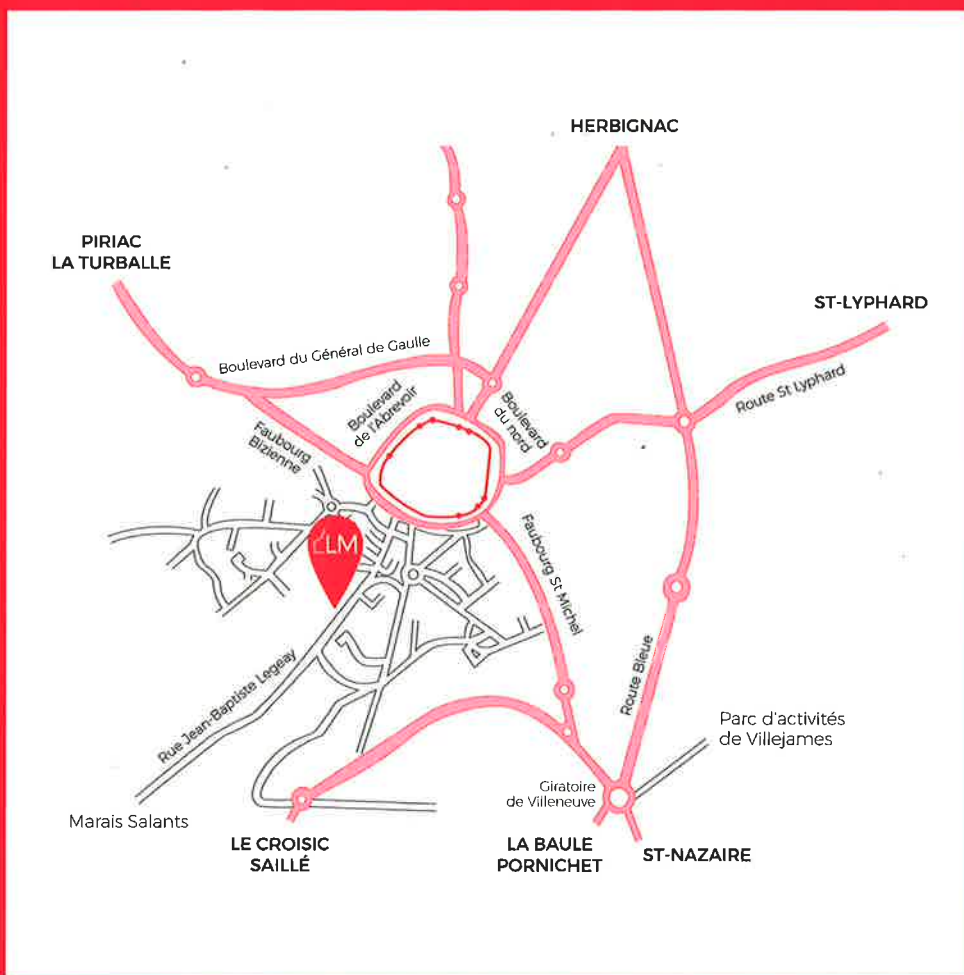 HERBIGNAC
PIRIAC
LA TURBALLE
ST-LYPHARD
Boulevard du Général de Gaulle
Route St Lyphard
Boulevard
de l'Abrevoir
Boulevard
du nord
Faubourg
Bizienne
LM
Faubourg St Michel
Route Bleue
Rue Jean-Baptiste Legeay
Parc d'activités
de Villejames
Giratoire
de Villeneuve
Marais Salants
LE CROISIC
SAILLÉ
LA BAULE
PORNICHET
ST-NAZAIRE